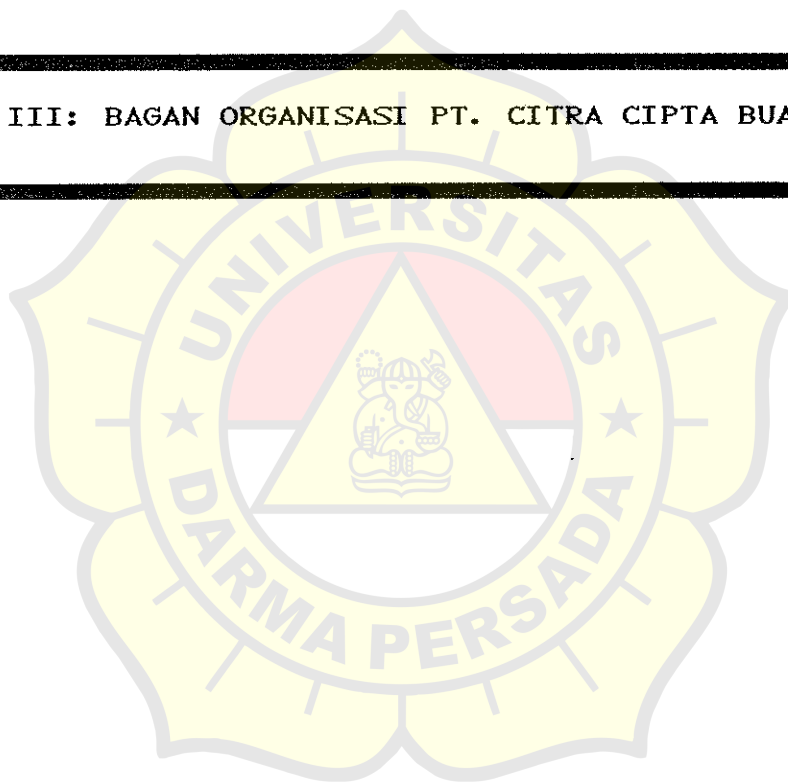 III: BAGAN ORGANISASI PT. CITRA CIPTA BUA
UNIVERSITAS
DARMA PERSADA